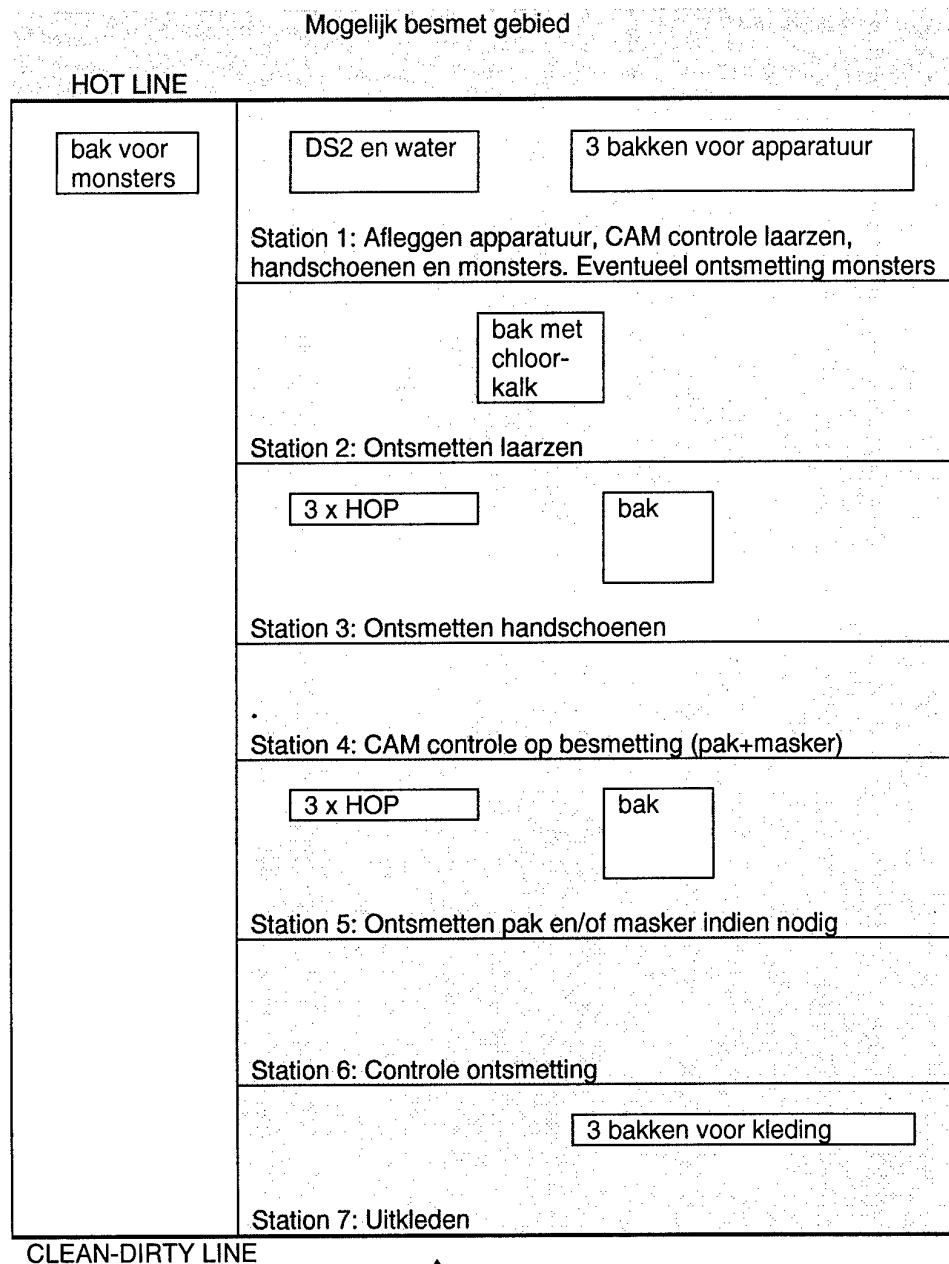 Mogelijk besmet gebied
HOT LINE
bak voor
monsters
DS2 en water
3 bakken voor apparatuur
Station 1: Afleggen apparatuur, CAM controle laarzen,
handschoenen en monsters. Eventueel ontsmetting monsters
bak met
chloor-
kalk
Station 2: Ontsmetten laarzen
3 x HOP
bak
Station 3: Ontsmetten handschoenen
Station 4: CAM controle op besmetting (pak+masker)
3 x HOP
bak
Station 5: Ontsmetten pak en/of masker indien nodig
Station 6: Controle ontsmetting
3 bakken voor kleding
Station 7: Uitkleden
CLEAN-DIRTY LINE